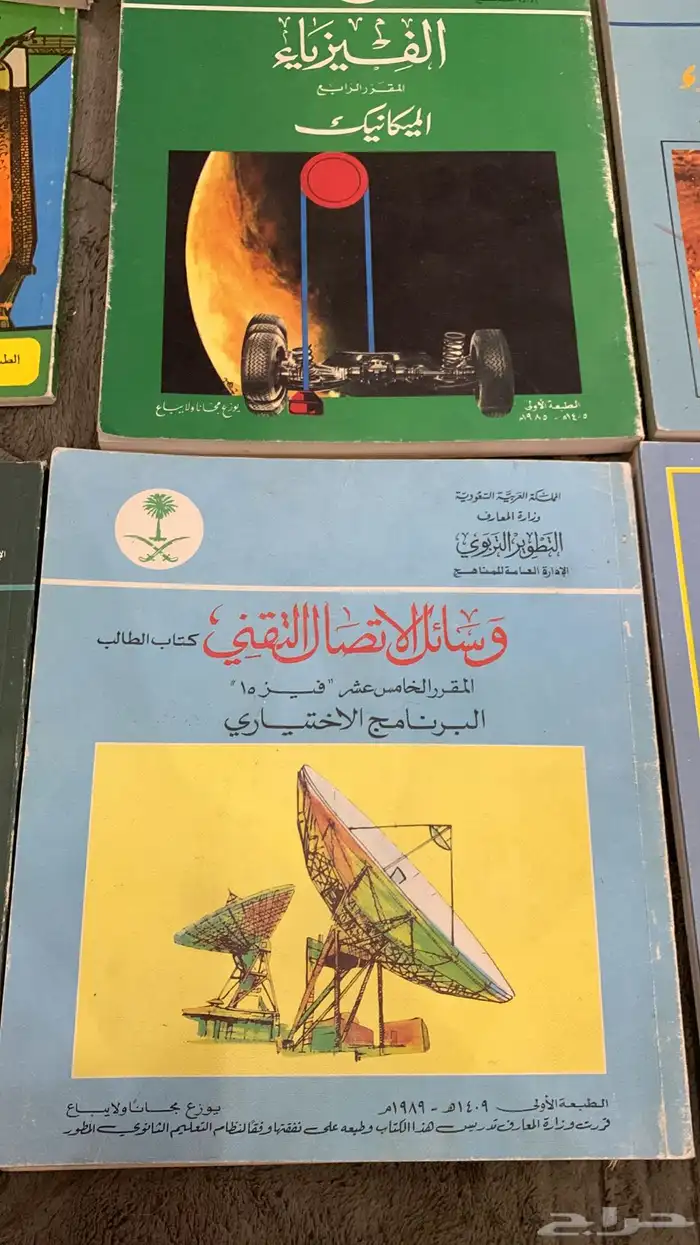 الفيزياء
المقرر الرابع
الميكانيك
الطبعة الأولى
١٤٠٥هـ - ١٩٨٥م
يوزع مجانا ولا يباع
الط
المملكة العربية السعودية
وزارة المعارف
التطوير التربوي
الإدارة العامة للمناهج
وسائل الاتصال التقني
كتاب الطالب
المقرر الخامس عشر "فيز ١٥"
البرنامج الاختياري
الطبعة الأولى ١٤٠٩هـ - ١٩٨٩م
يوزع مجانا ولا يباع
قررت وزارة المعارف تدريس هذا الكتاب وطبعه على نفقتها وفقا لنظام التعليم الثانوي المطور
حراج